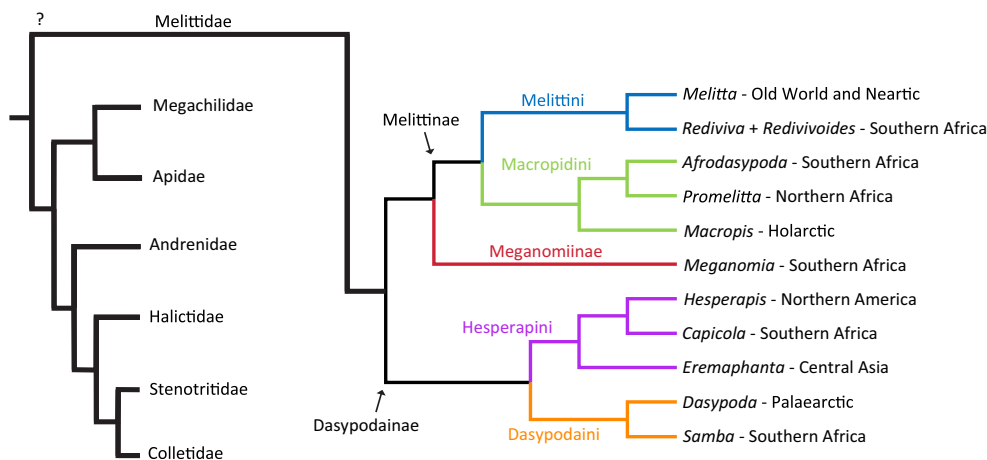 ?
Melittidae
Megachilidae
Apidae
Andrenidae
Halictidae
Stenotritidae
Colletidae
Melittinae
Dasypodainae
Melittini
Macropidini
Meganomiinae
Hesperapini
Dasypodaini
Melitta - Old World and Neartic
Rediviva + Redivivoides - Southern Africa
Afrodasypoda - Southern Africa
Promelitta - Northern Africa
Macropis - Holarctic
Meganomia - Southern Africa
Hesperapis - Northern America
Capicola - Southern Africa
Eremaphanta - Central Asia
Dasypoda - Palaearctic
Samba - Southern Africa